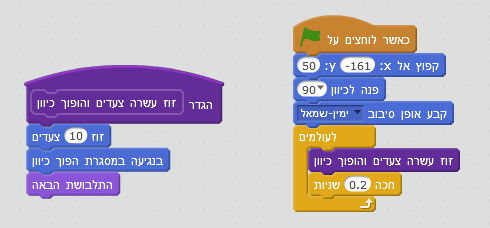 כאשר לוחצים על
קפוץ אל x: -161 y: 50
פנה לכיוון 90
קבע אופן סיבוב ימין-שמאל
לעולמים
זוז עשרה צעדים והופוך כיוון
חכה 0.2 שניות
הגדר זוז עשרה צעדים והופוך כיוון
זוז 10 צעדים
בנגיעה במסגרת הפוך כיוון
התלבושת הבאה